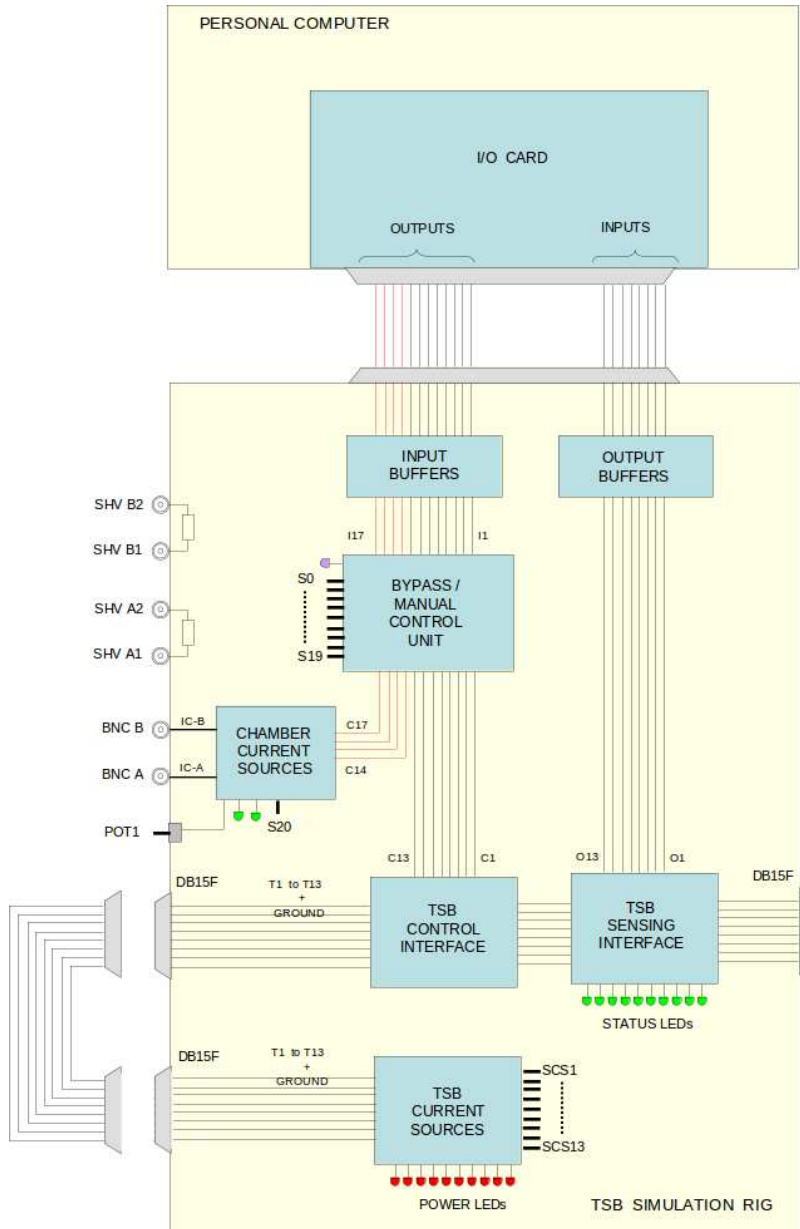 PERSONAL COMPUTER
I/O CARD
OUTPUTS
INPUTS
INPUT
BUFFERS
OUTPUT
BUFFERS
SHV B2
I17
I1
SHV B1
S0
BYPASS /
MANUAL
CONTROL
UNIT
SHV A2
SHV A1
S19
BNC B
IC-B
CHAMBER
CURRENT
SOURCES
C17
BNC A
IC-A
C14
POT1
S20
C13
C1
O13
O1
DB15F
T1 to T13
+
GROUND
TSB
CONTROL
INTERFACE
TSB
SENSING
INTERFACE
DB15F
STATUS LEDs
DB15F
T1 to T13
+
GROUND
TSB
CURRENT
SOURCES
SCS1
SCS13
POWER LEDs
TSB SIMULATION RIG